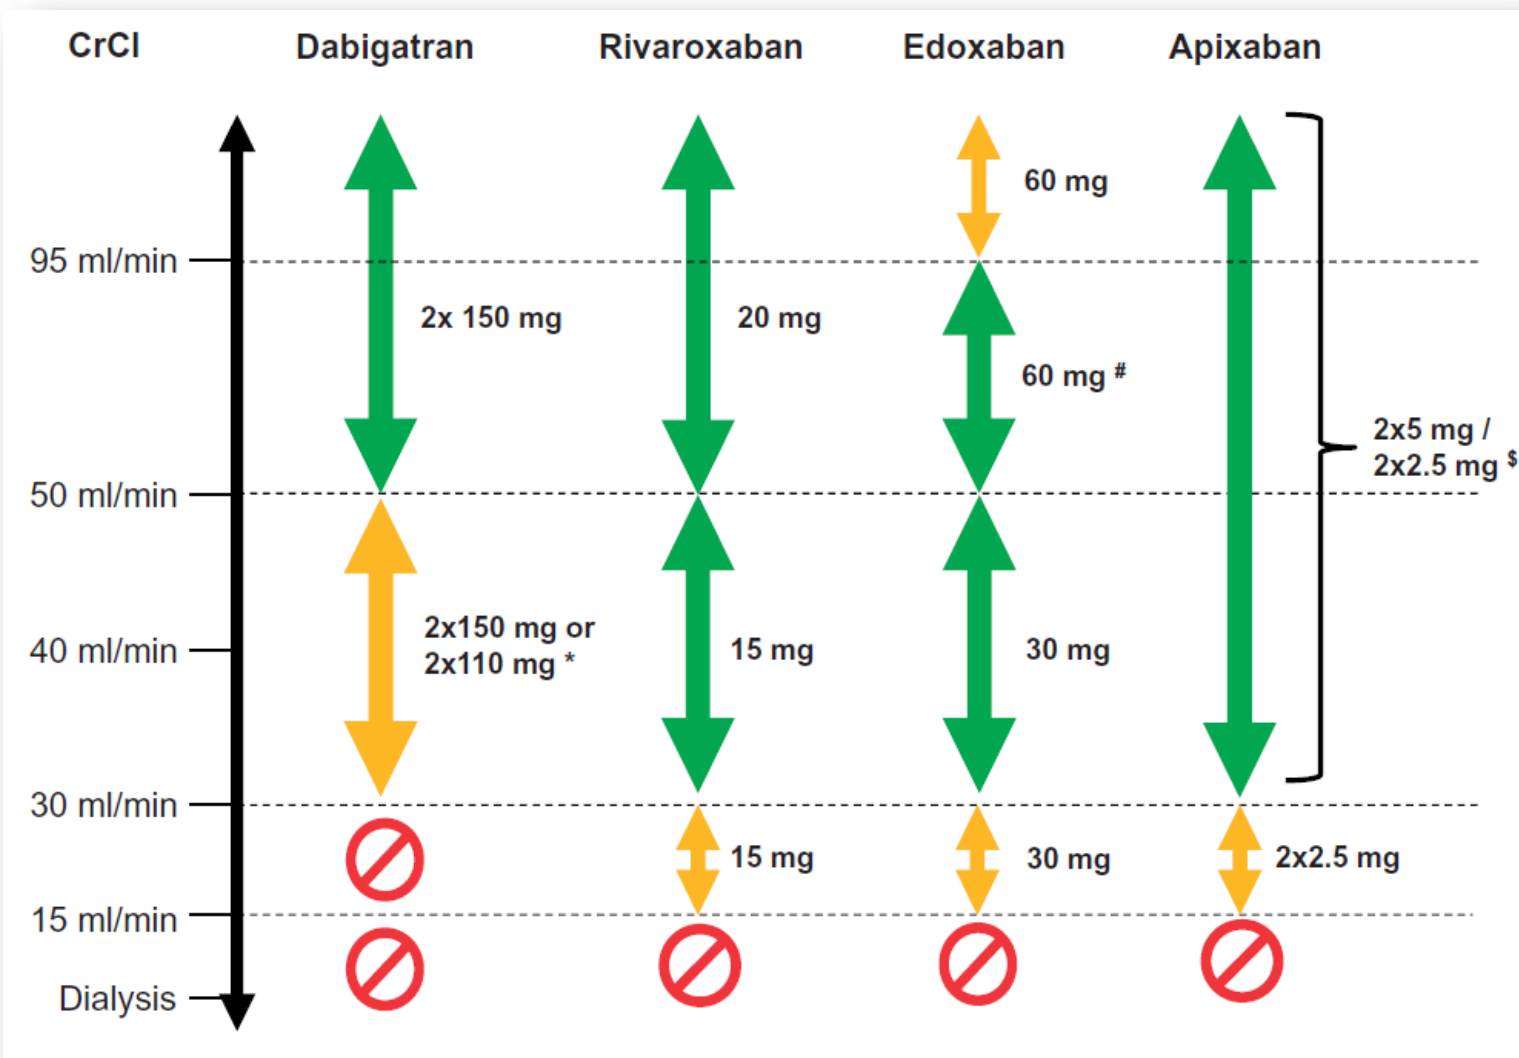 CrCl Dabigatran Rivaroxaban Edoxaban Apixaban
60 mg
95 ml/min
2x 150 mg 20 mg
60 mg #
2x5 mg /
2x2.5 mg $
50 ml/min
2x150 mg or
2x110 mg *
40 ml/min 15 mg 30 mg
30 ml/min
15 mg 30 mg 2x2.5 mg
15 ml/min
Dialysis